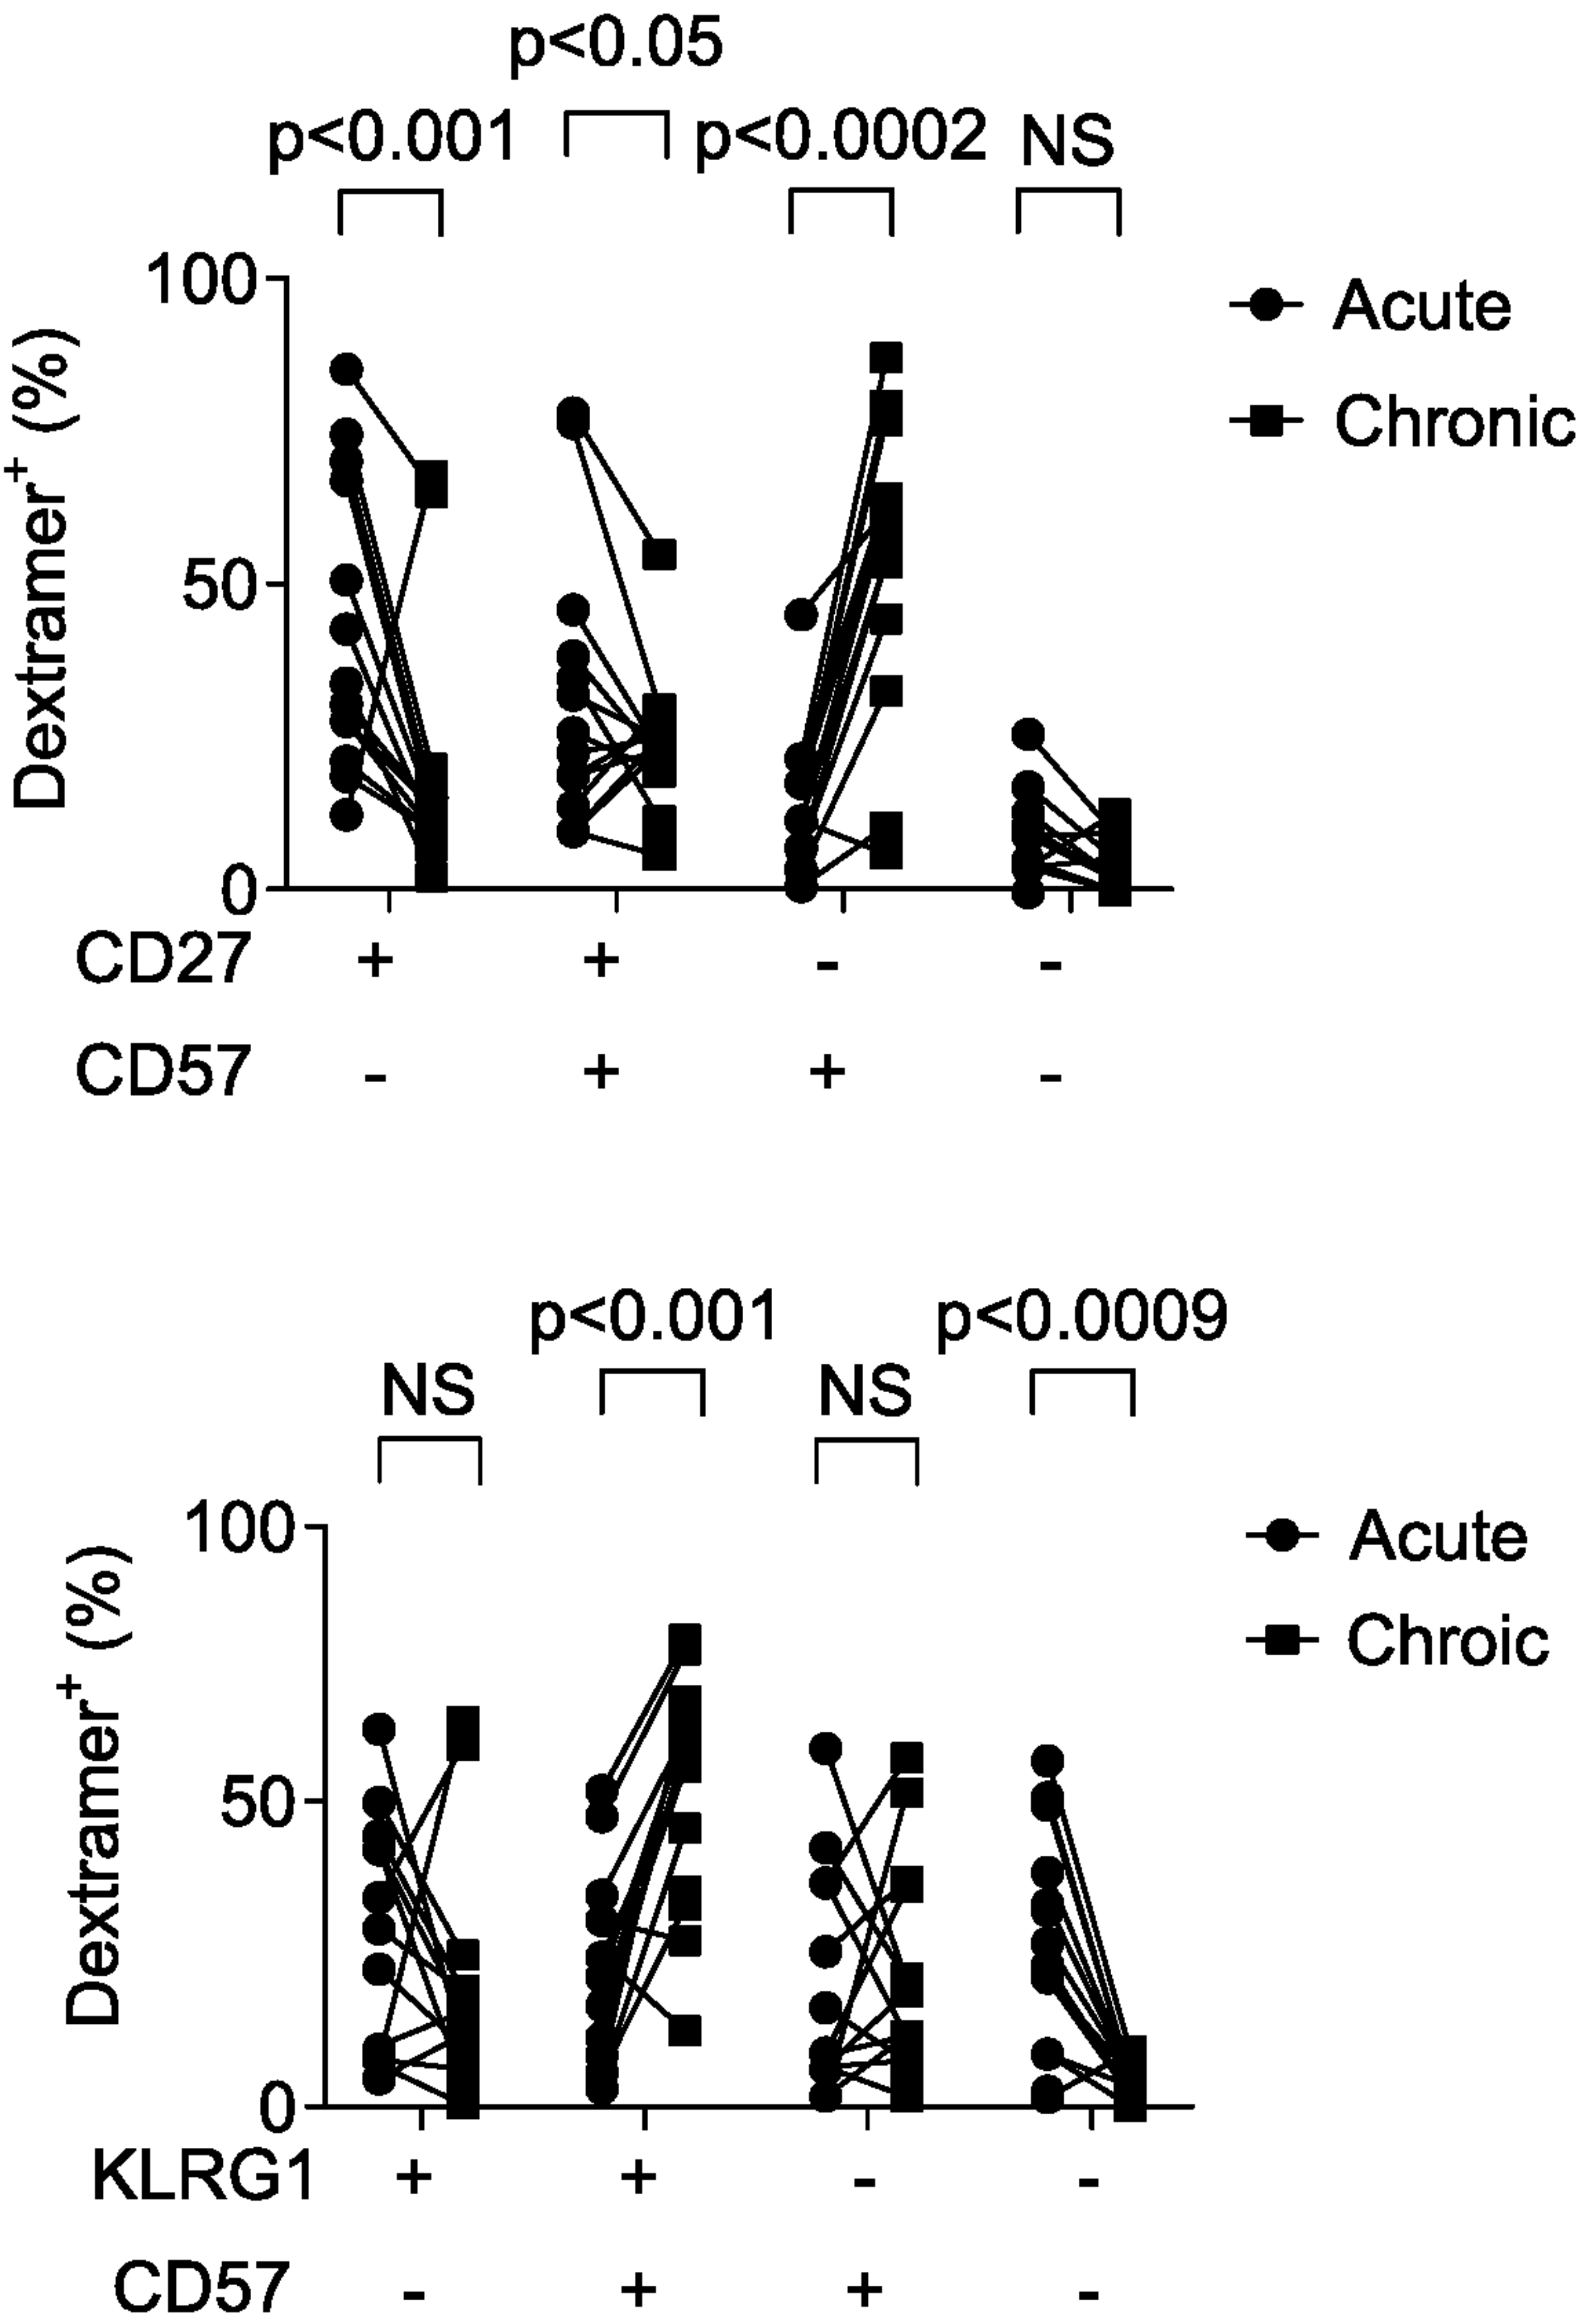 p<0.05
p<0.001
p<0.0002
NS
100
50
0
Dextramer+ (%)
Acute
Chronic
CD27 + + - -
CD57 - + + -
p<0.001
p<0.0009
NS
NS
100
50
0
Dextramer+ (%)
Acute
Chroic
KLRG1 + + - -
CD57 - + + -